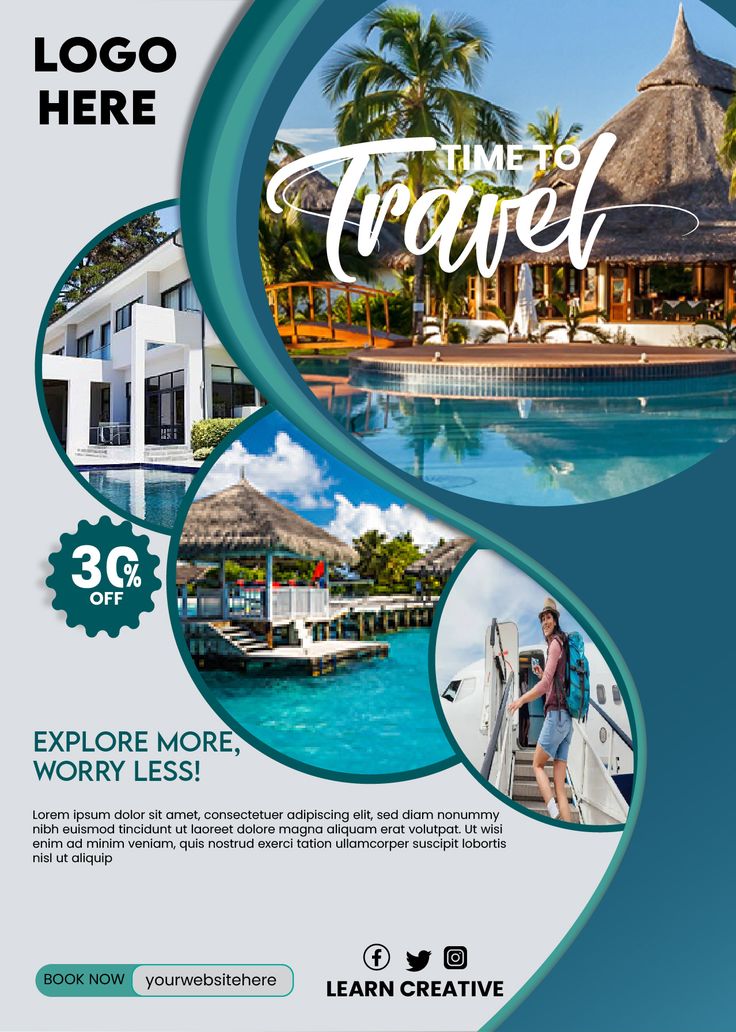 LOGO
HERE
TIME TO
Travel
30%
OFF
EXPLORE MORE,
WORRY LESS!
Lorem ipsum dolor sit amet, consectetuer adipiscing elit, sed diam nonummy
nibh euismod tincidunt ut laoreet dolore magna aliquam erat volutpat. Ut wisi
enim ad minim veniam, quis nostrud exerci tation ullamcorper suscipit lobortis
nisl ut aliquip
BOOK NOW yourwebsitehere
LEARN CREATIVE